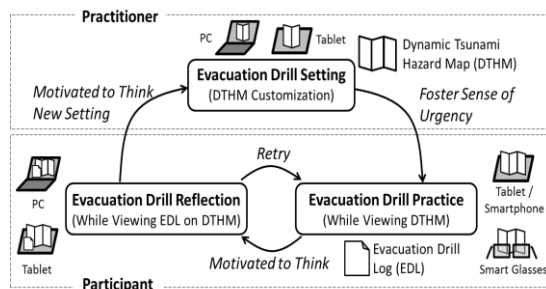 Practitioner
PC
Tablet
Dynamic Tsunami
Hazard Map (DTHM)
Evacuation Drill Setting
(DTHM Customization)
Motivated to Think
New Setting
Foster Sense of
Urgency
Retry
PC
Evacuation Drill Reflection
(While Viewing EDL on DTHM)
Evacuation Drill Practice
(While Viewing DTHM)
Tablet /
Smartphone
Tablet
Motivated to Think
Evacuation Drill
Log (EDL)
Smart Glasses
Participant